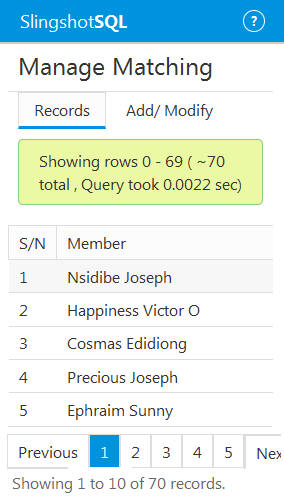 SlingshotSQL ?
Manage Matching
Records Add/ Modify
Showing rows 0 - 69 ( ~70
total , Query took 0.0022 sec)
S/N Member
1 Nsidibe Joseph
2 Happiness Victor O
3 Cosmas Edidiong
4 Precious Joseph
5 Ephraim Sunny
Previous 1 2 3 4 5 Nex
Showing 1 to 10 of 70 records.